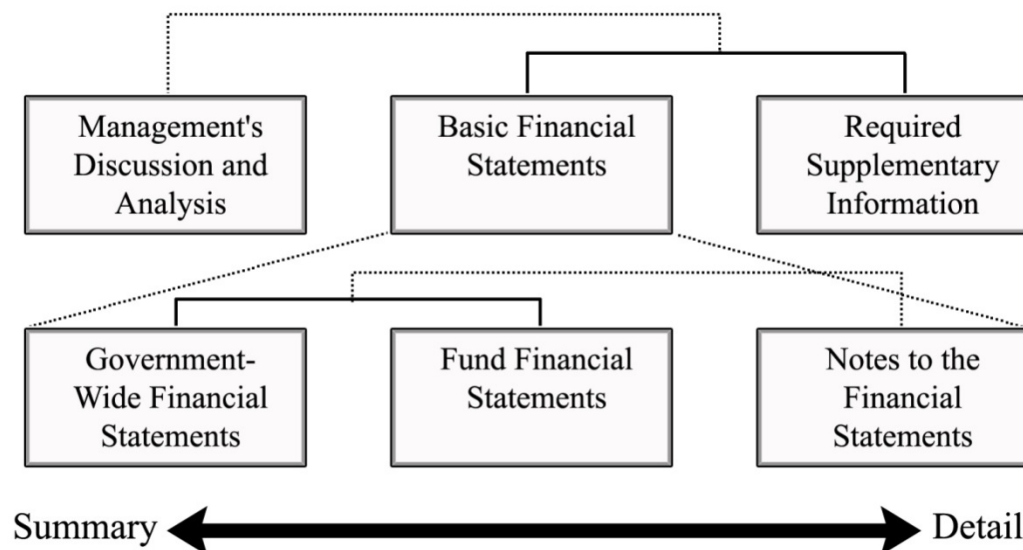 Management's
Discussion and
Analysis
Basic Financial
Statements
Required
Supplementary
Information
Government-
Wide Financial
Statements
Fund Financial
Statements
Notes to the
Financial
Statements
Summary
Detail